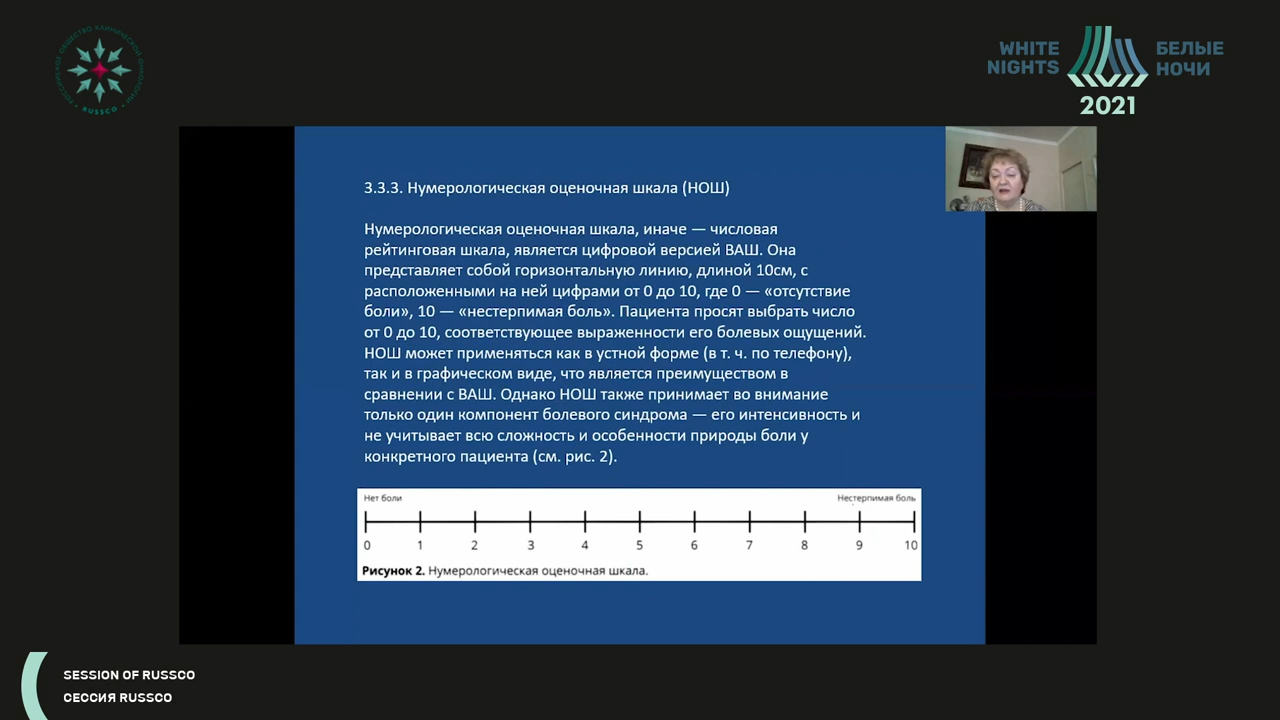 РОССИЙСКОЕ ОБЩЕСТВО КЛИНИЧЕСКОЙ ОНКОЛОГИИ
RUSSCO
WHITE
NIGHTS
БЕЛЫЕ
НОЧИ
2021
3.3.3. Нумерологическая оценочная шкала (НОШ)
Нумерологическая оценочная шкала, иначе — числовая
рейтинговая шкала, является цифровой версией ВАШ. Она
представляет собой горизонтальную линию, длиной 10см, с
расположенными на ней цифрами от 0 до 10, где 0 — «отсутствие
боли», 10 — «нестерпимая боль». Пациента просят выбрать число
от 0 до 10, соответствующее выраженности его болевых ощущений.
НОШ может применяться как в устной форме (в т. ч. по телефону),
так и в графическом виде, что является преимуществом в
сравнении с ВАШ. Однако НОШ также принимает во внимание
только один компонент болевого синдрома — его интенсивность и
не учитывает всю сложность и особенности природы боли у
конкретного пациента (см. рис. 2).
Нет боли Нестерпимая боль
0 1 2 3 4 5 6 7 8 9 10
Рисунок 2. Нумерологическая оценочная шкала.
SESSION OF RUSSCO
СЕССИЯ RUSSCO